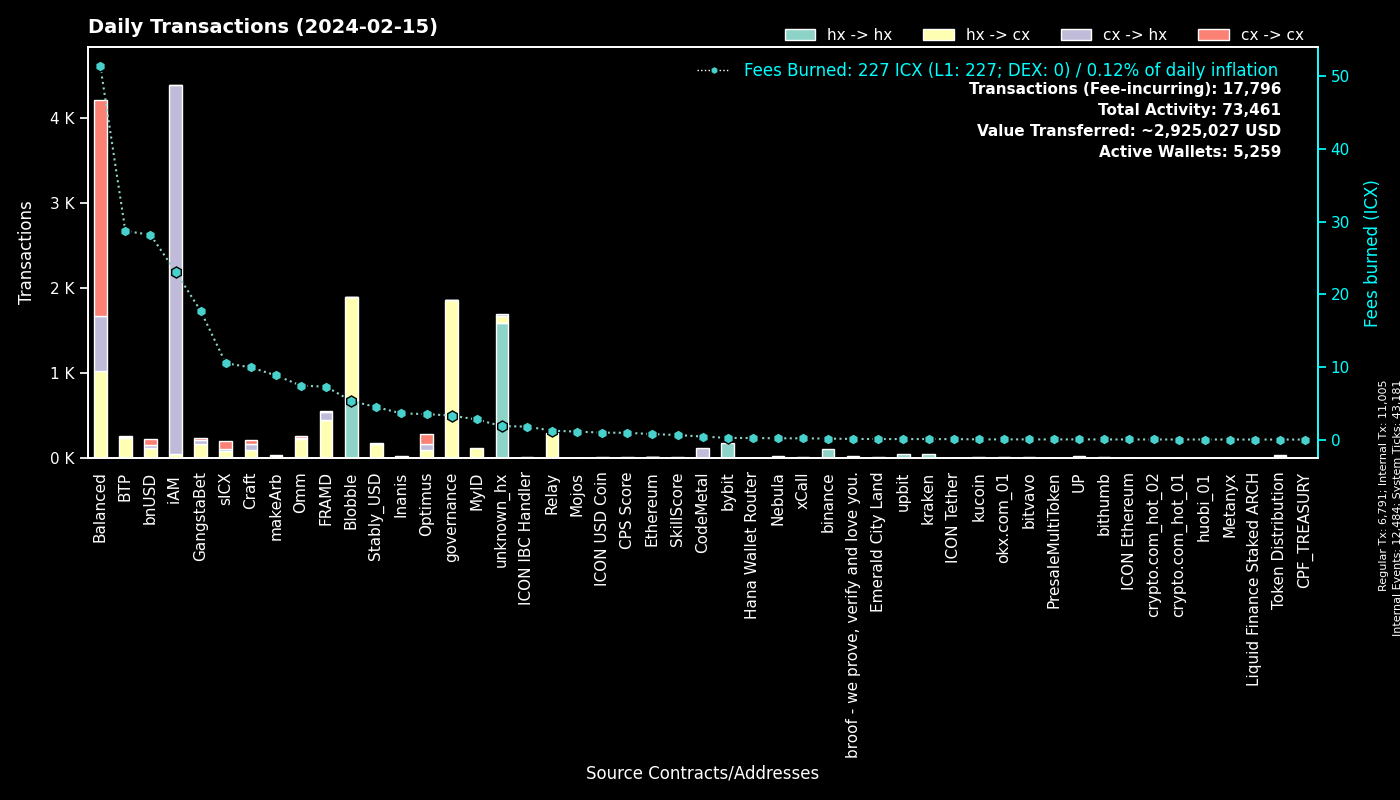 Daily Transactions (2024-02-15)
hx -> hx
hx -> cx
cx -> hx
cx -> cx
Fees Burned: 227 ICX (L1: 227; DEX: 0) / 0.12% of daily inflation
Transactions (Fee-incurring): 17,796
Total Activity: 73,461
Value Transferred: ~2,925,027 USD
Active Wallets: 5,259
Transactions
4 K
3 K
2 K
1 K
0 K
50
40
30
20
10
0
Fees burned (ICX)
Balanced
BTP
bnUSD
iAM
GangstaBet
sICX
Craft
makeArb
Omm
FRAMD
Blobble
Stably_USD
Inanis
Optimus
governance
MyID
unknown_hx
ICON IBC Handler
Relay
Mojos
ICON USD Coin
CPS Score
Ethereum
SkillScore
CodeMetal
bybit
Hana Wallet Router
Nebula
xCall
binance
broof - we prove, verify and love you.
Emerald City Land
upbit
kraken
ICON Tether
kucoin
okx.com_01
bitvavo
PresaleMultiToken
UP
bithumb
ICON Ethereum
crypto.com_hot_02
crypto.com_hot_01
huobi_01
Metanyx
Liquid Finance Staked ARCH
Token Distribution
CPF_TREASURY
Source Contracts/Addresses
Regular Tx: 6,791; Internal Tx: 11,005
Internal Events: 12,484; System Ticks: 43,181